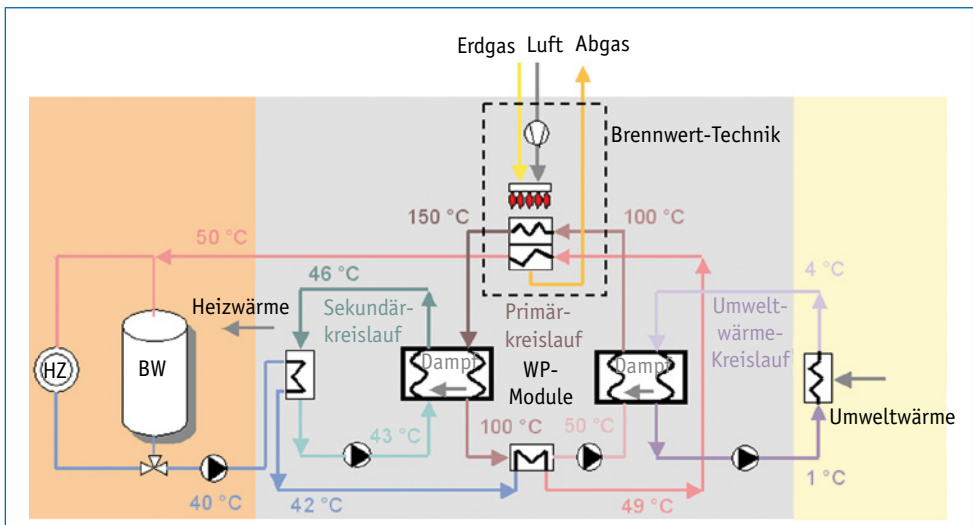 Erdgas Luft Abgas
Brennwert-Technik
150 °C
100 °C
50 °C
46 °C
4 °C
Heizwärme
Sekundär-
kreislauf
Primär-
kreislauf
WP-
Module
Umwelt-
wärme-
Kreislauf
HZ
BW
Dampf
Dampf
Umweltwärme
43 °C
100 °C
50 °C
40 °C
42 °C
49 °C
1 °C